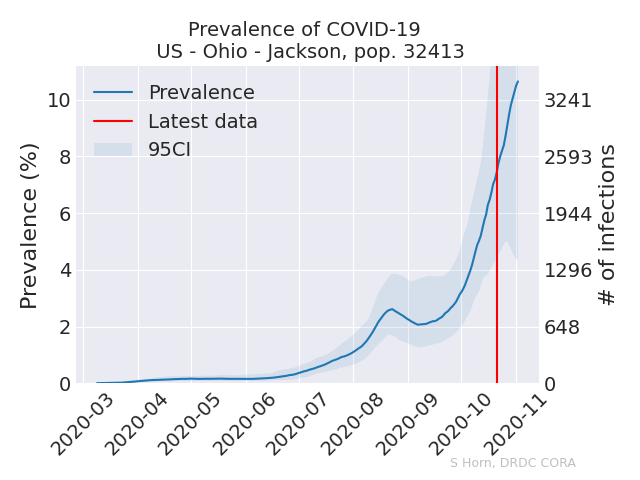 Prevalence of COVID-19
US - Ohio - Jackson, pop. 32413
Prevalence
Latest data
95CI
Prevalence (%)
10
8
6
4
2
0
3241
2593
1944
1296
648
0
# of infections
2020-03
2020-04
2020-05
2020-06
2020-07
2020-08
2020-09
2020-10
2020-11
S Horn, DRDC CORA